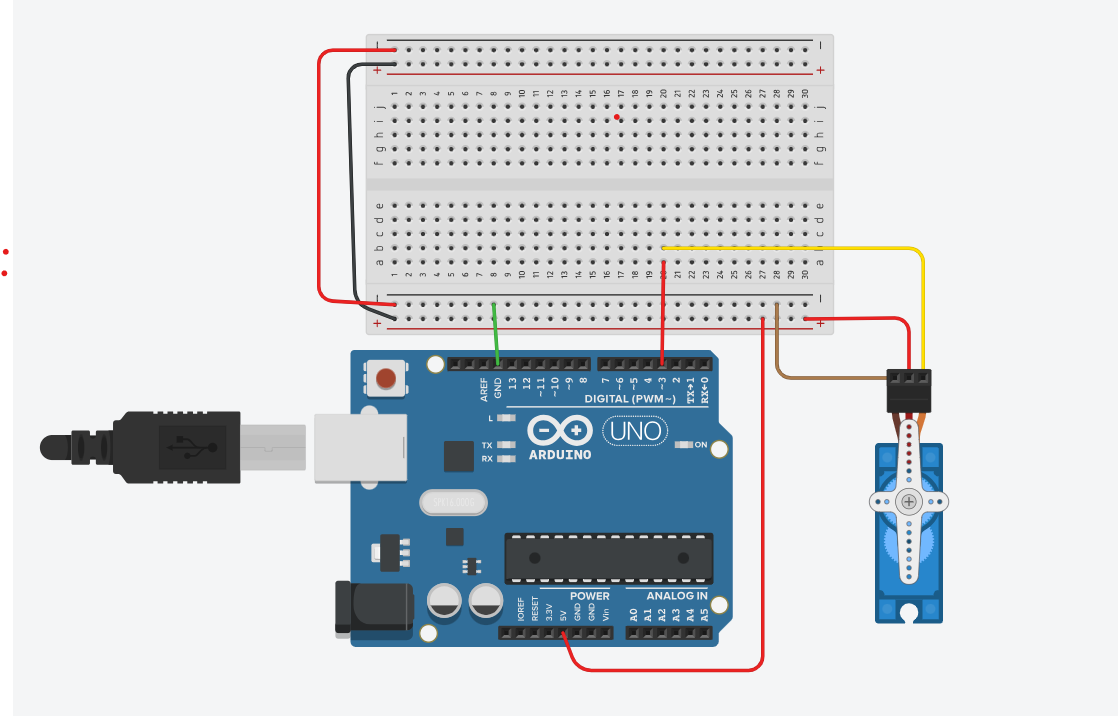 − −
+ +
1 2 3 4 5 6 7 8 9 10 11 12 13 14 15 16 17 18 19 20 21 22 23 24 25 26 27 28 29 30
j j
i i
h h
g g
f f
e e
d d
c c
b b
a a
1 2 3 4 5 6 7 8 9 10 11 12 13 14 15 16 17 18 19 20 21 22 23 24 25 26 27 28 29 30
− −
+ +
AREF GND 13 12 ~11 ~10 ~9 8 7 ~6 ~5 4 ~3 2 TX→1 RX←0
DIGITAL (PWM~)
L
TX
RX
UNO
ARDUINO
ON
POWER ANALOG IN
IOREF RESET 3.3V 5V GND GND Vin A0 A1 A2 A3 A4 A5